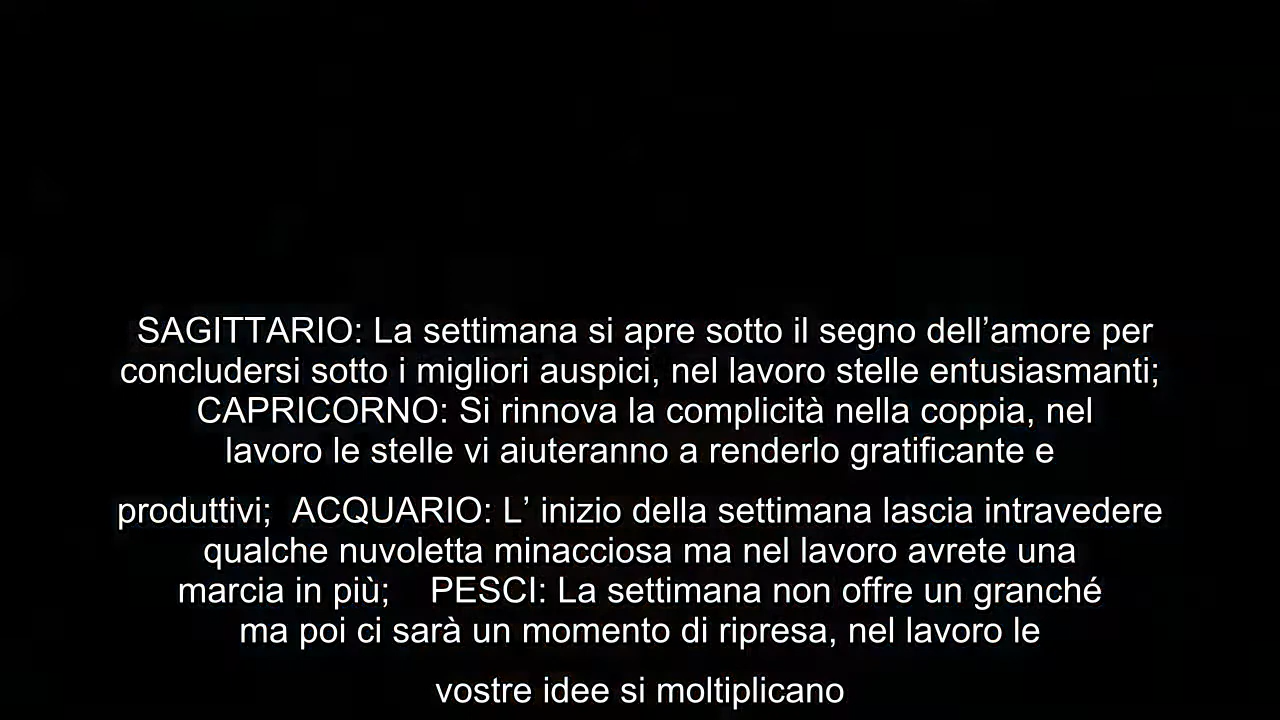 SAGITTARIO: La settimana si apre sotto il segno dell’amore per
concludersi sotto i migliori auspici, nel lavoro stelle entusiasmanti;
CAPRICORNO: Si rinnova la complicità nella coppia, nel
lavoro le stelle vi aiuteranno a renderlo gratificante e
produttivi;  ACQUARIO: L’ inizio della settimana lascia intravedere
qualche nuvoletta minacciosa ma nel lavoro avrete una
marcia in più;    PESCI: La settimana non offre un granché
ma poi ci sarà un momento di ripresa, nel lavoro le
vostre idee si moltiplicano